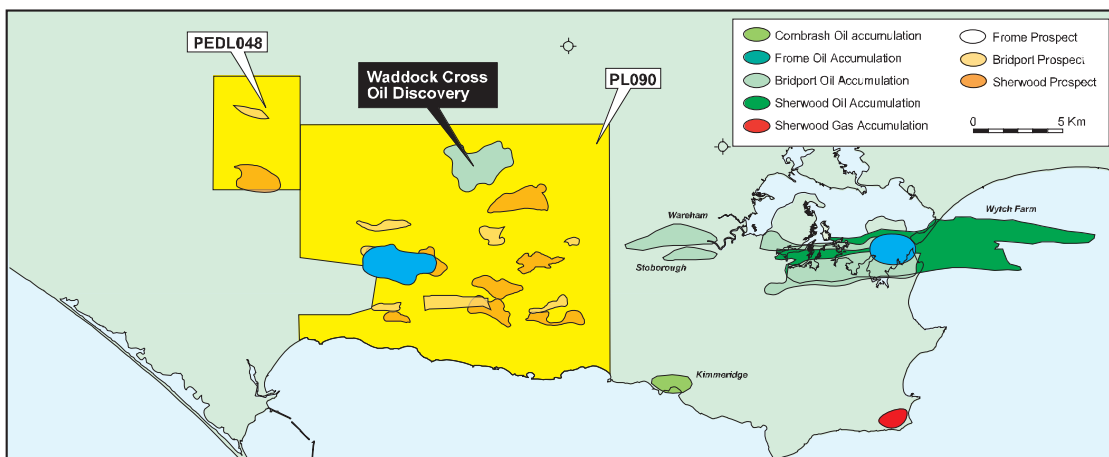 PEDL048
Waddock Cross
Oil Discovery
PL090
Cornbrash Oil accumulation
Frome Oil Accumulation
Bridport Oil Accumulation
Sherwood Oil Accumulation
Sherwood Gas Accumulation
Frome Prospect
Bridport Prospect
Sherwood Prospect
0 5 Km
Wareham
Wytch Farm
Stoborough
Kimmeridge